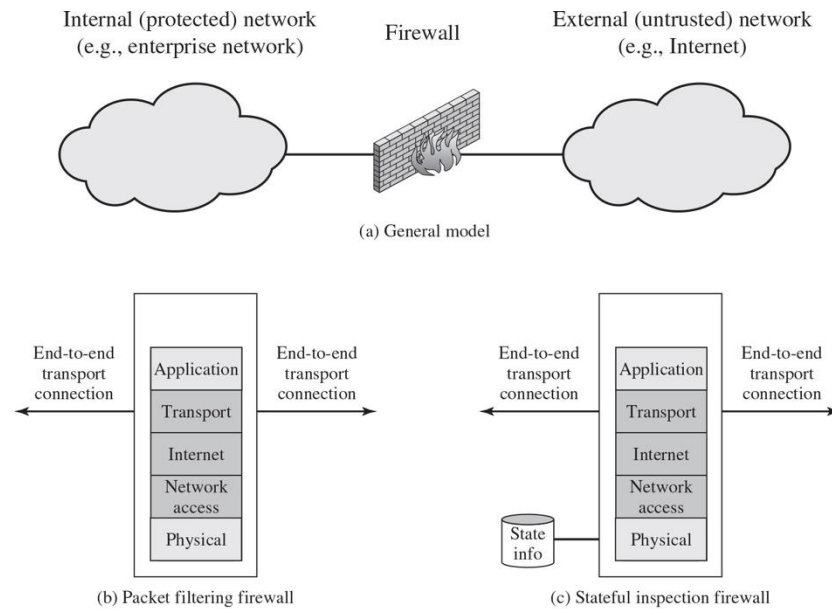 Internal (protected) network
(e.g., enterprise network)
Firewall
External (untrusted) network
(e.g., Internet)
(a) General model
End-to-end
transport
connection
Application
Transport
Internet
Network
access
Physical
End-to-end
transport
connection
(b) Packet filtering firewall
End-to-end
transport
connection
Application
Transport
Internet
Network
access
Physical
End-to-end
transport
connection
State
info
(c) Stateful inspection firewall